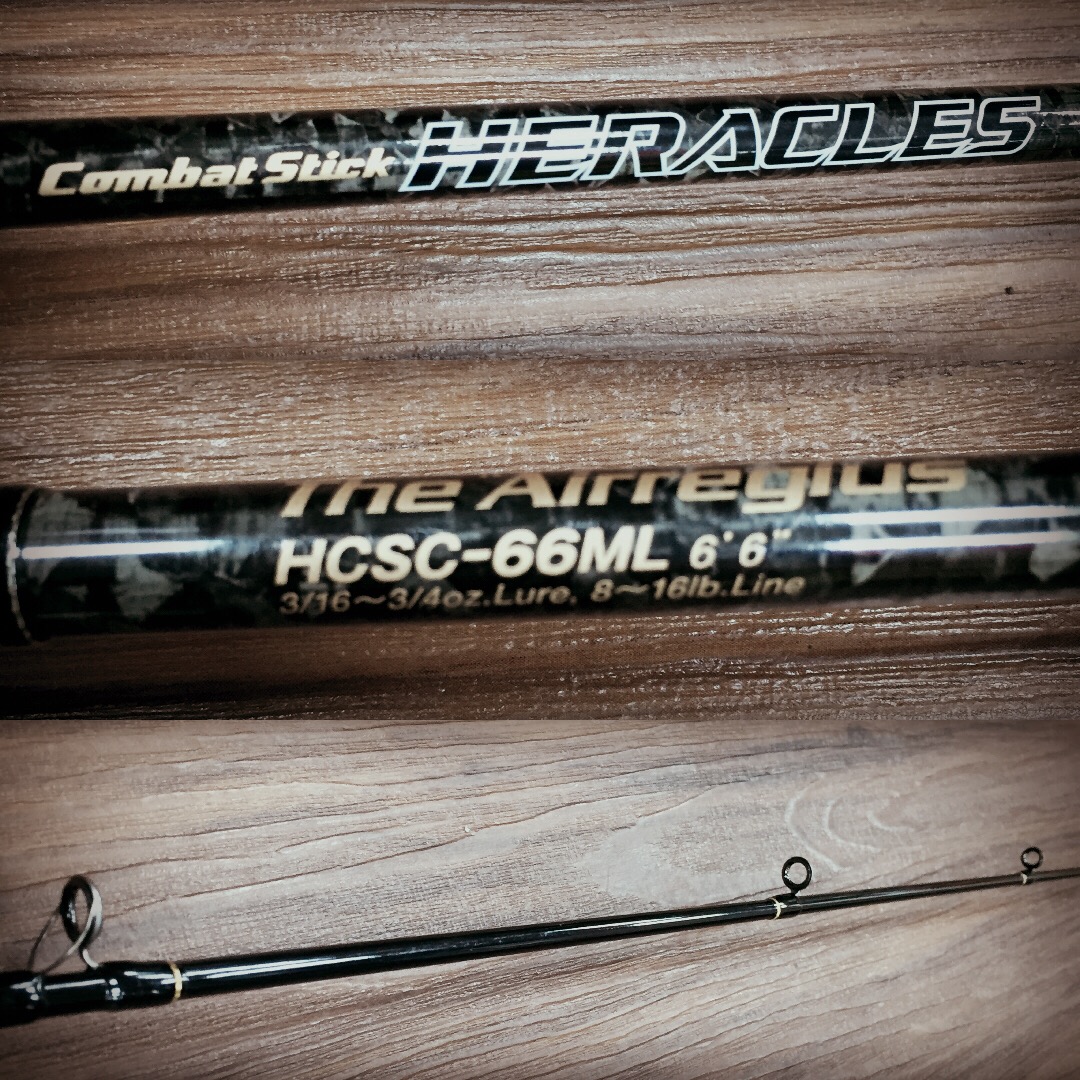 Combat Stick HERACLES
The Airregius
HCSC-66ML 6'6"
3/16~3/4oz.Lure, 8~16lb.Line